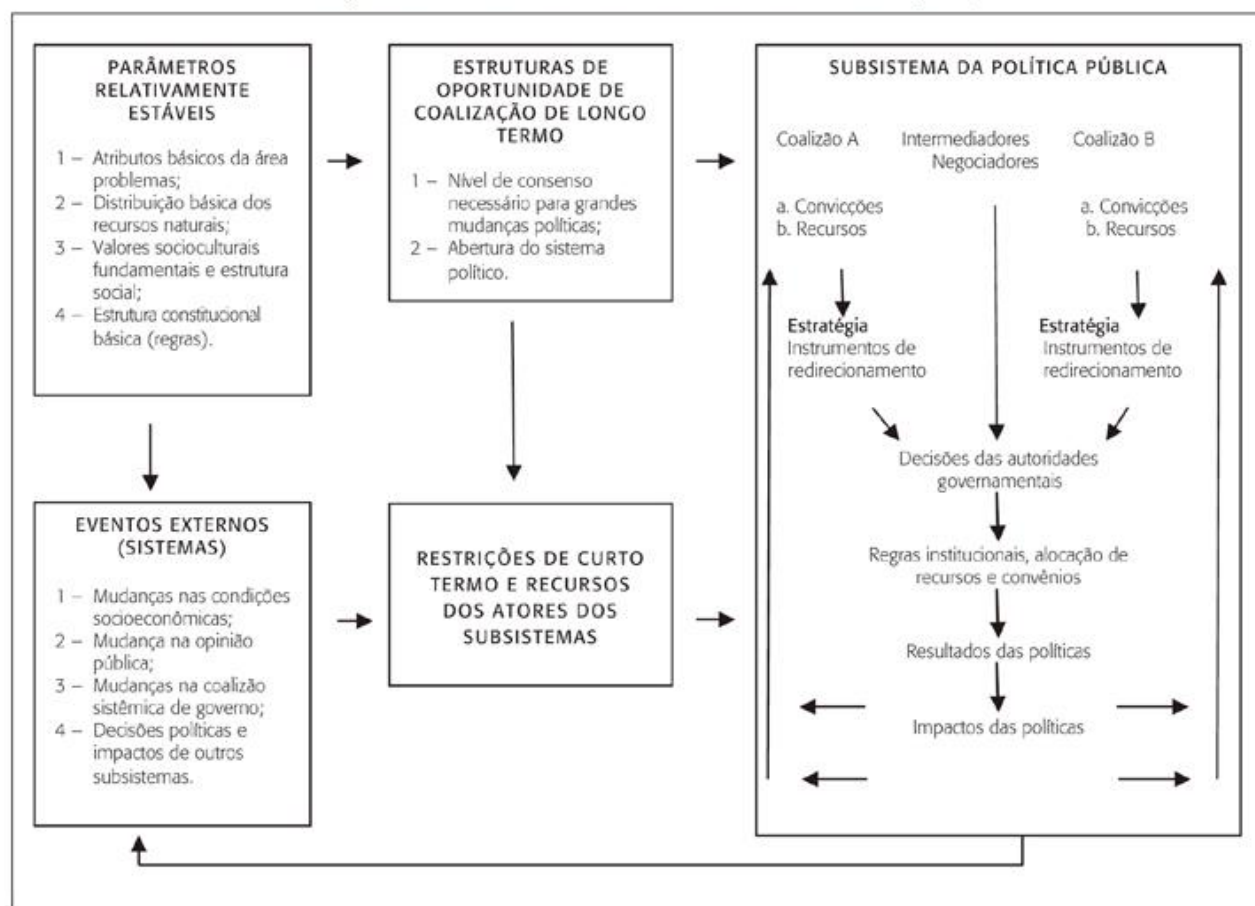 PARÂMETROS
RELATIVAMENTE
ESTÁVEIS
1 – Atributos básicos da área
problemas;
2 – Distribuição básica dos
recursos naturais;
3 – Valores socioculturais
fundamentais e estrutura
social;
4 – Estrutura constitucional
básica (regras).
ESTRUTURAS DE
OPORTUNIDADE DE
COALIZAÇÃO DE LONGO
TERMO
1 – Nível de consenso
necessário para grandes
mudanças políticas;
2 – Abertura do sistema
político.
EVENTOS EXTERNOS
(SISTEMAS)
1 – Mudanças nas condições
socioeconômicas;
2 – Mudança na opinião
pública;
3 – Mudanças na coalizão
sistêmica de governo;
4 – Decisões políticas e
impactos de outros
subsistemas.
RESTRIÇÕES DE CURTO
TERMO E RECURSOS
DOS ATORES DOS
SUBSISTEMAS
SUBSISTEMA DA POLÍTICA PÚBLICA
Coalizão A Intermediadores Coalizão B
Negociadores
a. Convicções a. Convicções
b. Recursos b. Recursos
Estratégia Estratégia
Instrumentos de Instrumentos de
redirecionamento redirecionamento
Decisões das autoridades
governamentais
Regras institucionais, alocação de
recursos e convênios
Resultados das políticas
Impactos das políticas